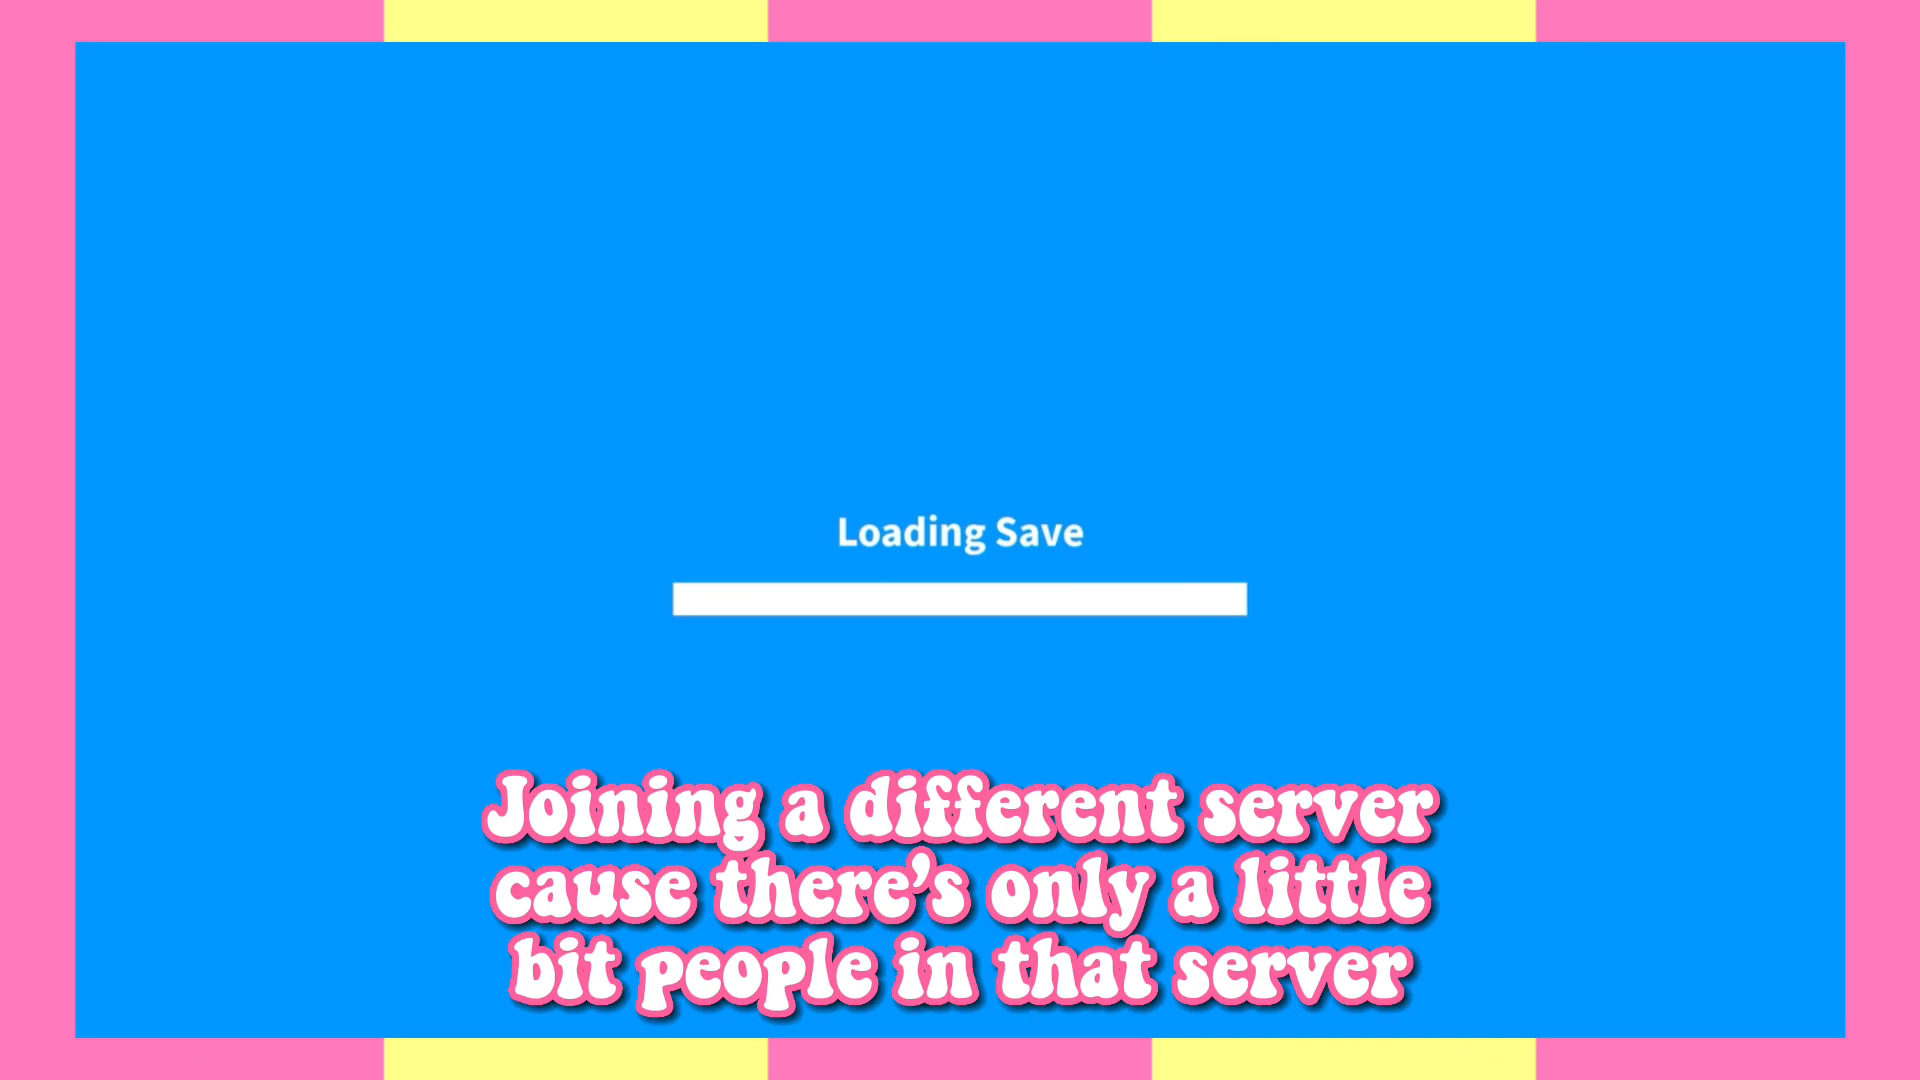 Loading Save
Joining a different server
cause there's only a little
bit people in that server